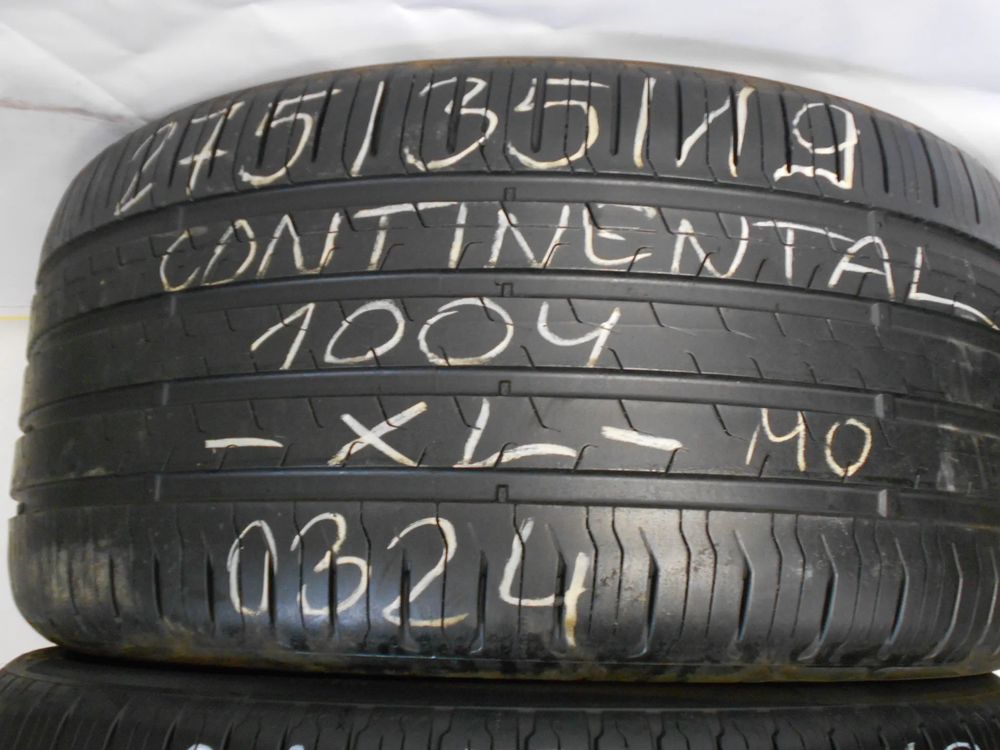 275/35/19
CONTINENTAL
100Y
-XL- MO
0324